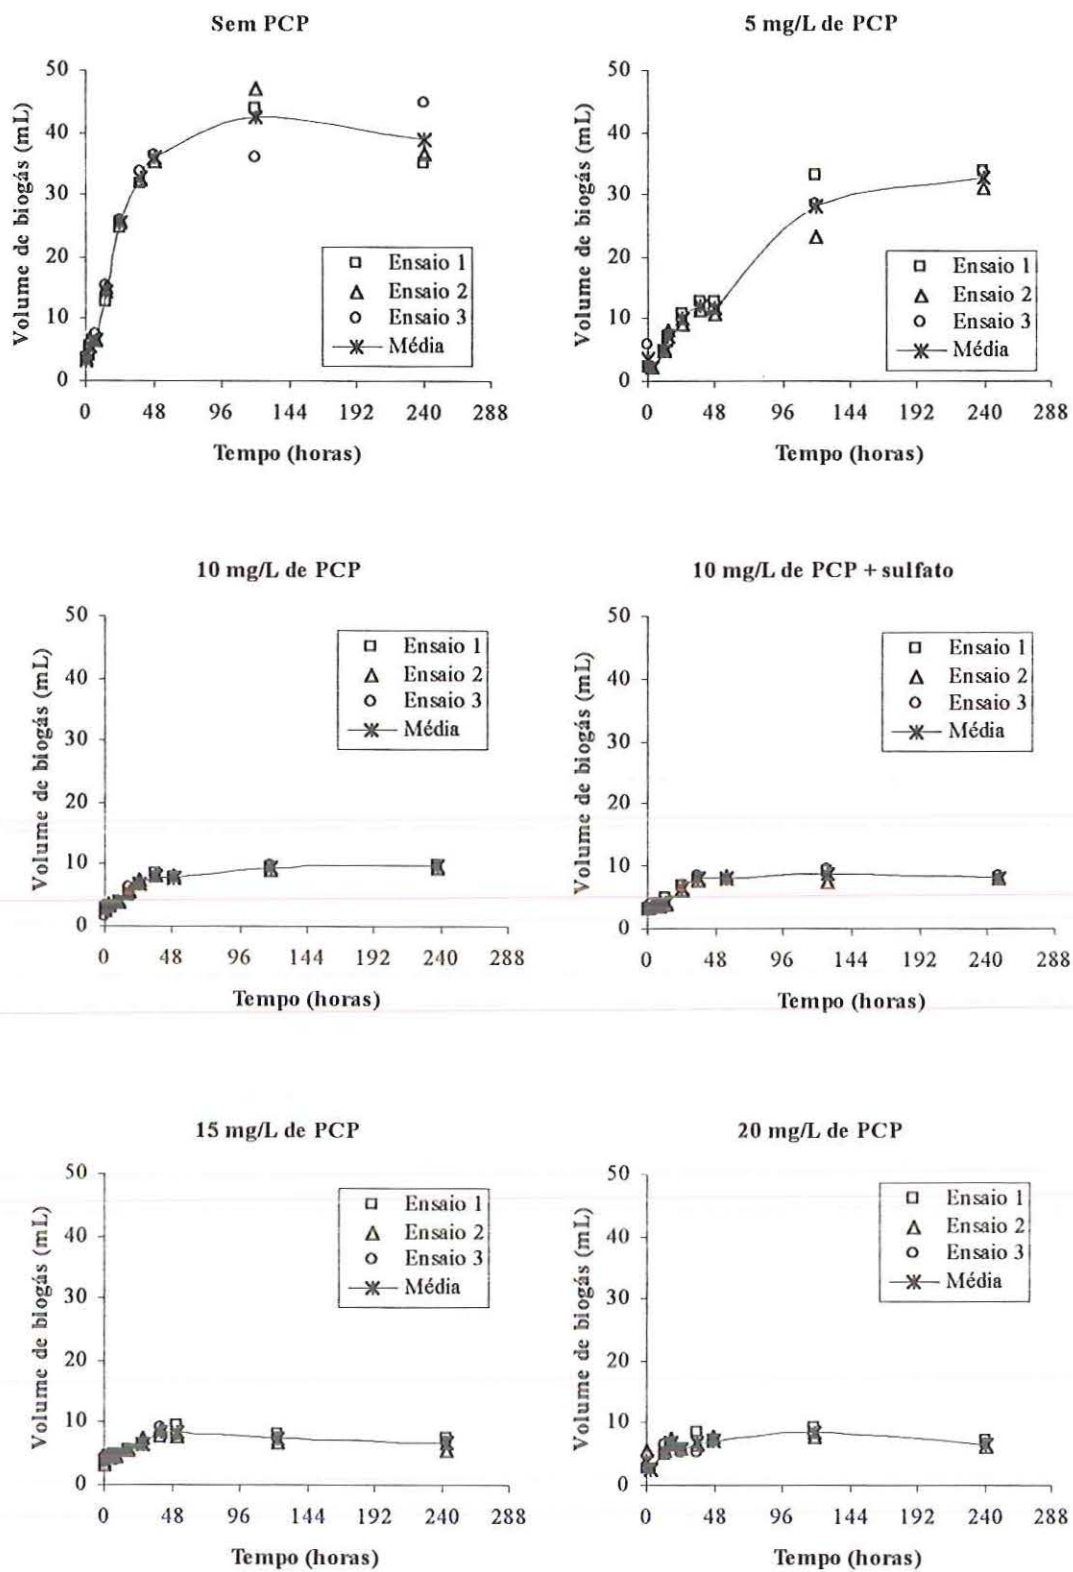 Sem PCP
Volume de biogás (mL)
50
40
30
20
10
0
0 48 96 144 192 240 288
Tempo (horas)
Ensaio 1
Ensaio 2
Ensaio 3
Média
5 mg/L de PCP
Volume de biogás (mL)
50
40
30
20
10
0
0 48 96 144 192 240 288
Tempo (horas)
Ensaio 1
Ensaio 2
Ensaio 3
Média
10 mg/L de PCP
Volume de biogás (mL)
50
40
30
20
10
0
0 48 96 144 192 240 288
Tempo (horas)
Ensaio 1
Ensaio 2
Ensaio 3
Média
10 mg/L de PCP + sulfato
Volume de biogás (mL)
50
40
30
20
10
0
0 48 96 144 192 240 288
Tempo (horas)
Ensaio 1
Ensaio 2
Ensaio 3
Média
15 mg/L de PCP
Volume de biogás (mL)
50
40
30
20
10
0
0 48 96 144 192 240 288
Tempo (horas)
Ensaio 1
Ensaio 2
Ensaio 3
Média
20 mg/L de PCP
Volume de biogás (mL)
50
40
30
20
10
0
0 48 96 144 192 240 288
Tempo (horas)
Ensaio 1
Ensaio 2
Ensaio 3
Média